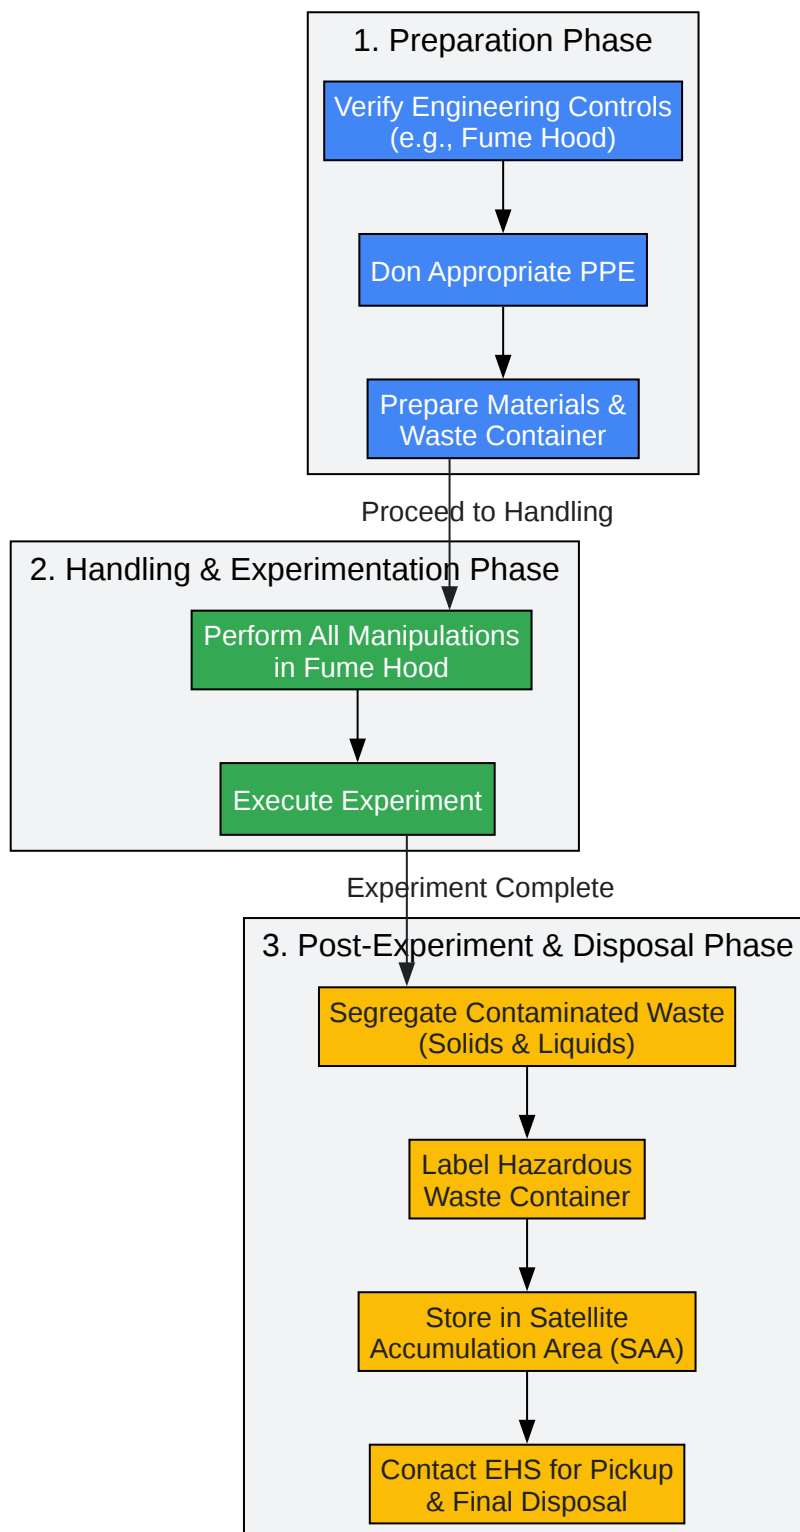 1. Preparation Phase
Verify Engineering Controls
(e.g., Fume Hood)
Don Appropriate PPE
Prepare Materials &
Waste Container
Proceed to Handling
2. Handling & Experimentation Phase
Perform All Manipulations
in Fume Hood
Execute Experiment
Experiment Complete
3. Post-Experiment & Disposal Phase
Segregate Contaminated Waste
(Solids & Liquids)
Label Hazardous
Waste Container
Store in Satellite
Accumulation Area (SAA)
Contact EHS for Pickup
& Final Disposal